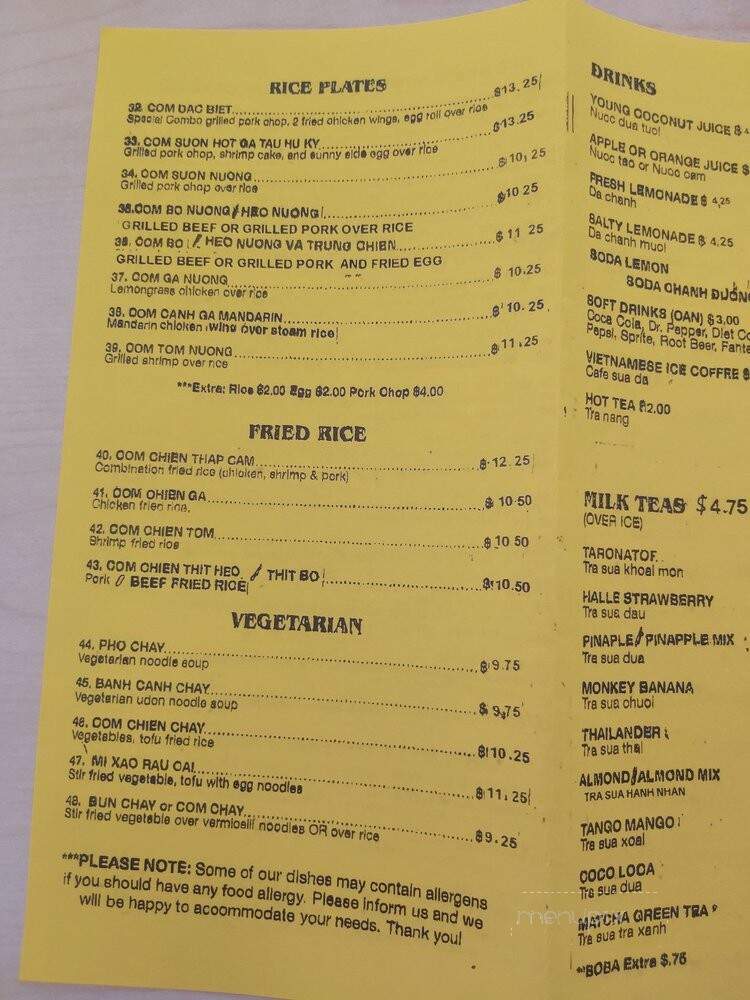 RICE PLATES
32. COM DAC BIET $13.25
Special Combo grilled pork chop, 2 fried chicken wings, egg roll over rice
33. COM SUON HOT GA TAU HU KY $13.25
Grilled pork chop, shrimp cake, and sunny side egg over rice
34. COM SUON NUONG $10.25
Grilled pork chop over rice
35. COM BO NUONG / HEO NUONG $10.25
GRILLED BEEF OR GRILLED PORK OVER RICE
36. COM BO / HEO NUONG VA TRUNG CHIEN $11.25
GRILLED BEEF OR GRILLED PORK AND FRIED EGG
37. COM GA NUONG $10.25
Lemongrass chicken over rice
38. COM CANH GA MANDARIN $10.25
Mandarin chicken wing over steam rice
39. COM TOM NUONG $11.25
Grilled shrimp over rice
***Extra: Rice $2.00 Egg $2.00 Pork Chop $4.00
FRIED RICE
40. COM CHIEN THAP CAM $12.25
Combination fried rice (chicken, shrimp & pork)
41. COM CHIEN GA $10.50
Chicken fried rice.
42. COM CHIEN TOM $10.50
Shrimp fried rice
43. COM CHIEN THIT HEO / THIT BO $10.50
Pork / BEEF FRIED RICE
VEGETARIAN
44. PHO CHAY $9.75
Vegetarian noodle soup
45. BANH CANH CHAY $9.75
Vegetarian udon noodle soup
46. COM CHIEN CHAY $10.25
Vegetables, tofu fried rice
47. MI XAO RAU CAI $11.25
Stir fried vegetable, tofu with egg noodles
48. BUN CHAY or COM CHAY $9.25
Stir fried vegetable over vermicelli noodles OR over rice
***PLEASE NOTE: Some of our dishes may contain allergens
if you should have any food allergy. Please inform us and we
will be happy to accommodate your needs. Thank you!
DRINKS
YOUNG COCONUT JUICE $
Nuoc dua tuoi
APPLE OR ORANGE JUICE $
Nuoc tao or Nuoc cam
FRESH LEMONADE $ 4.25
Da chanh
SALTY LEMONADE $ 4.25
Da chanh muoi
SODA LEMON
SODA CHANH ĐUỜNG
SOFT DRINKS (CAN) $3.00
Coca Cola, Dr. Pepper, Diet
Pepsi, Sprite, Root Beer,
VIETNAMESE ICE COFFRE $
Cafe sua da
HOT TEA $2.00
Tra nang
MILK TEAS $4.75
(OVER ICE)
TARONATOR
Tra sua khoai mon
HALLE STRAWBERRY
Tra sua dau
PINAPLE / PINAPPLE MIX
Tra sua dua
MONKEY BANANA
Tra sua chuoi
THAILANDER
Tra sua thai
ALMOND/ALMOND MIX
TRA SUA HANH NHAN
TANGO MANGO
Tra sua xoai
COCO LOCA
Tra sua dua
MATCHA GREEN TEA
Tra sua tra xanh
**BOBA Extra $.75